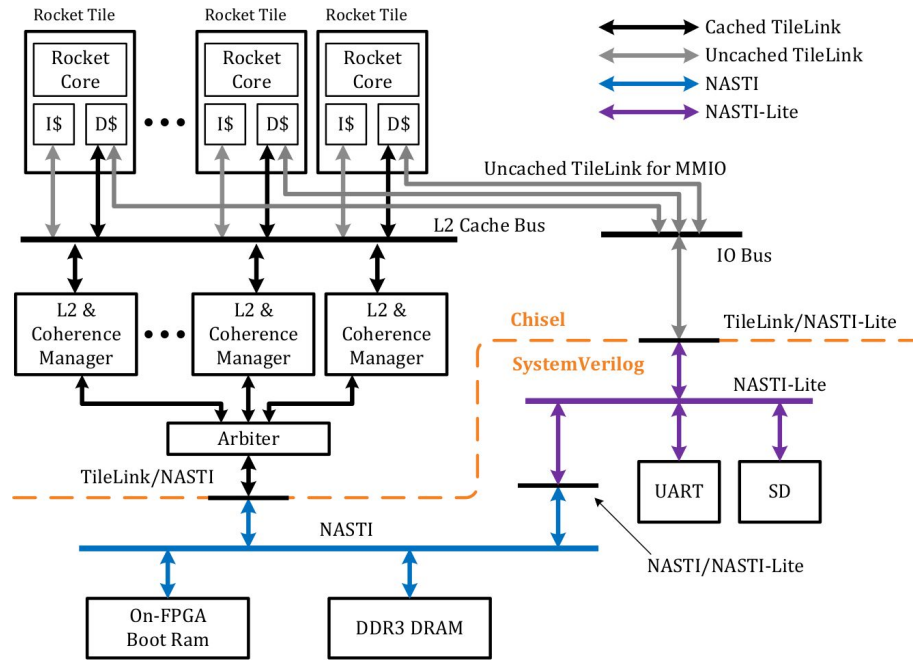 Rocket Tile
Rocket Tile
Rocket Tile
Cached TileLink
Uncached TileLink
NASTI
NASTI-Lite
Rocket
Core
Rocket
Core
Rocket
Core
I$
D$
I$
D$
I$
D$
Uncached TileLink for MMIO
L2 Cache Bus
IO Bus
L2 &
Coherence
Manager
L2 &
Coherence
Manager
L2 &
Coherence
Manager
Chisel
TileLink/NASTI-Lite
SystemVerilog
NASTI-Lite
Arbiter
TileLink/NASTI
UART
SD
NASTI
NASTI/NASTI-Lite
On-FPGA
Boot Ram
DDR3 DRAM